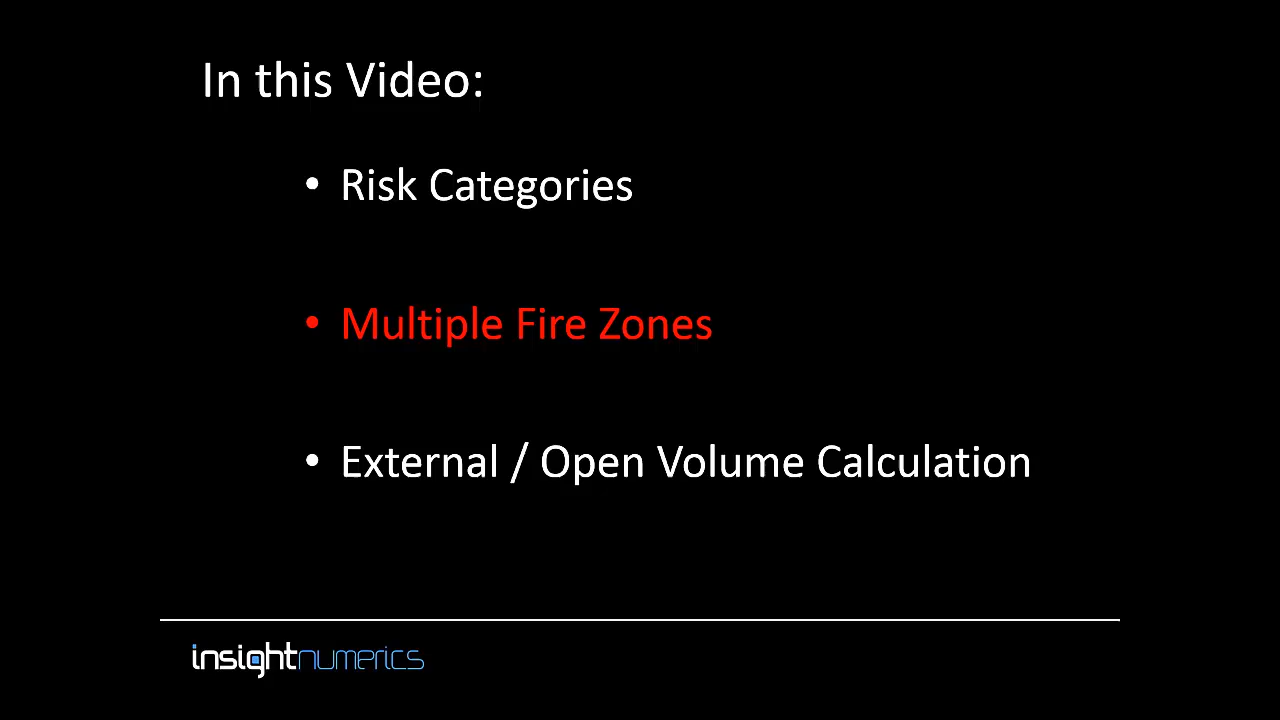 In this Video:
• Risk Categories
• Multiple Fire Zones
• External / Open Volume Calculation
insightnumerics